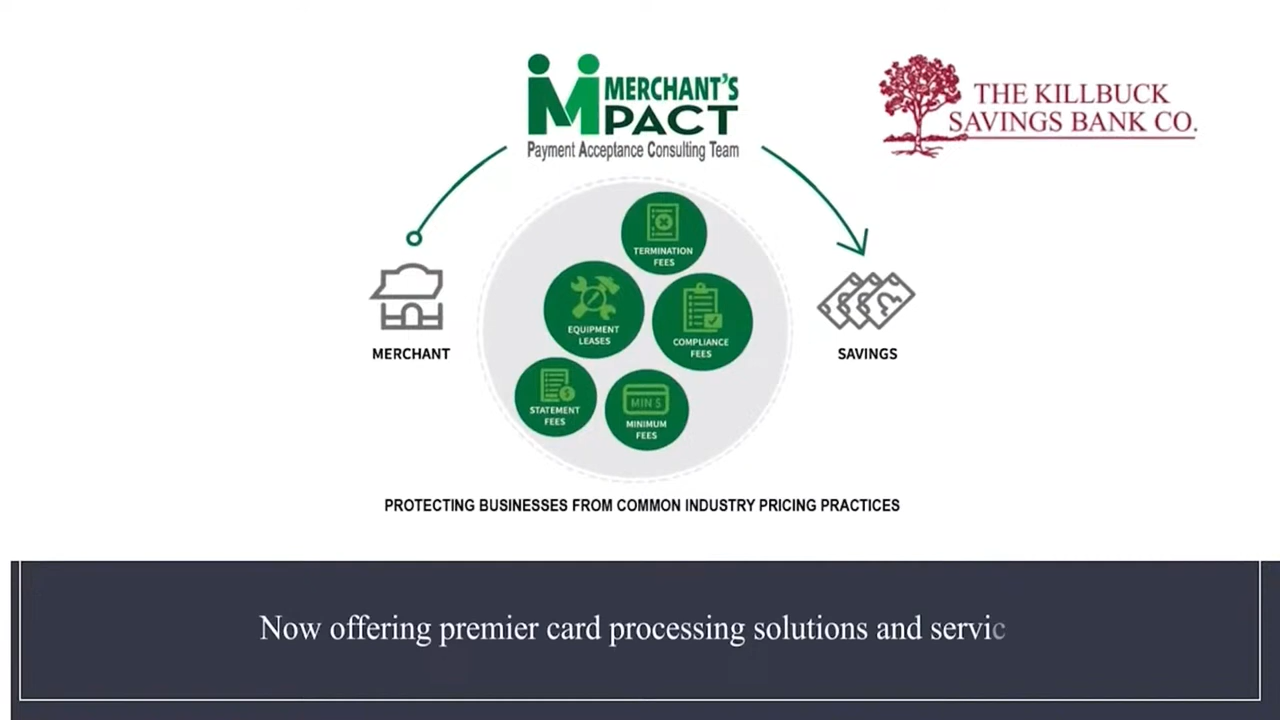 MERCHANT'S
PACT
Payment Acceptance Consulting Team
THE KILLBUCK
SAVINGS BANK CO.
TERMINATION
FEES
EQUIPMENT
LEASES
COMPLIANCE
FEES
STATEMENT
FEES
MIN $
MINIMUM
FEES
MERCHANT
SAVINGS
PROTECTING BUSINESSES FROM COMMON INDUSTRY PRICING PRACTICES
Now offering premier card processing solutions and servic